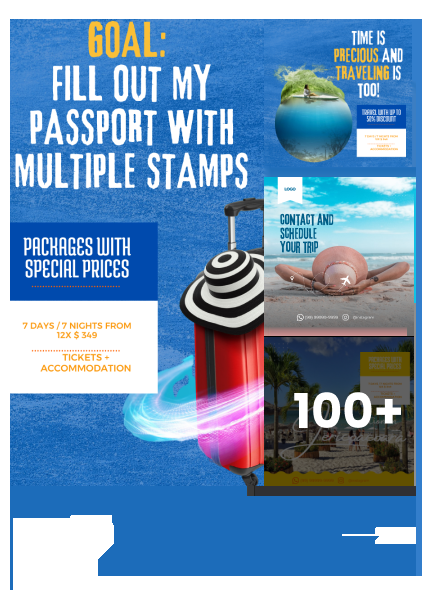 GOAL:
FILL OUT MY
PASSPORT WITH
MULTIPLE STAMPS
PACKAGES WITH
SPECIAL PRICES
7 DAYS / 7 NIGHTS FROM
12X $ 349
TICKETS +
ACCOMMODATION
TIME IS
PRECIOUS AND
TRAVELING IS
TOO!
TRAVEL WITH UP TO
50% DISCOUNT
TICKETS +
ACCOMMODATION
LOGO
CONTACT AND
SCHEDULE
YOUR TRIP
PACKAGES WITH
SPECIAL PRICES
100+